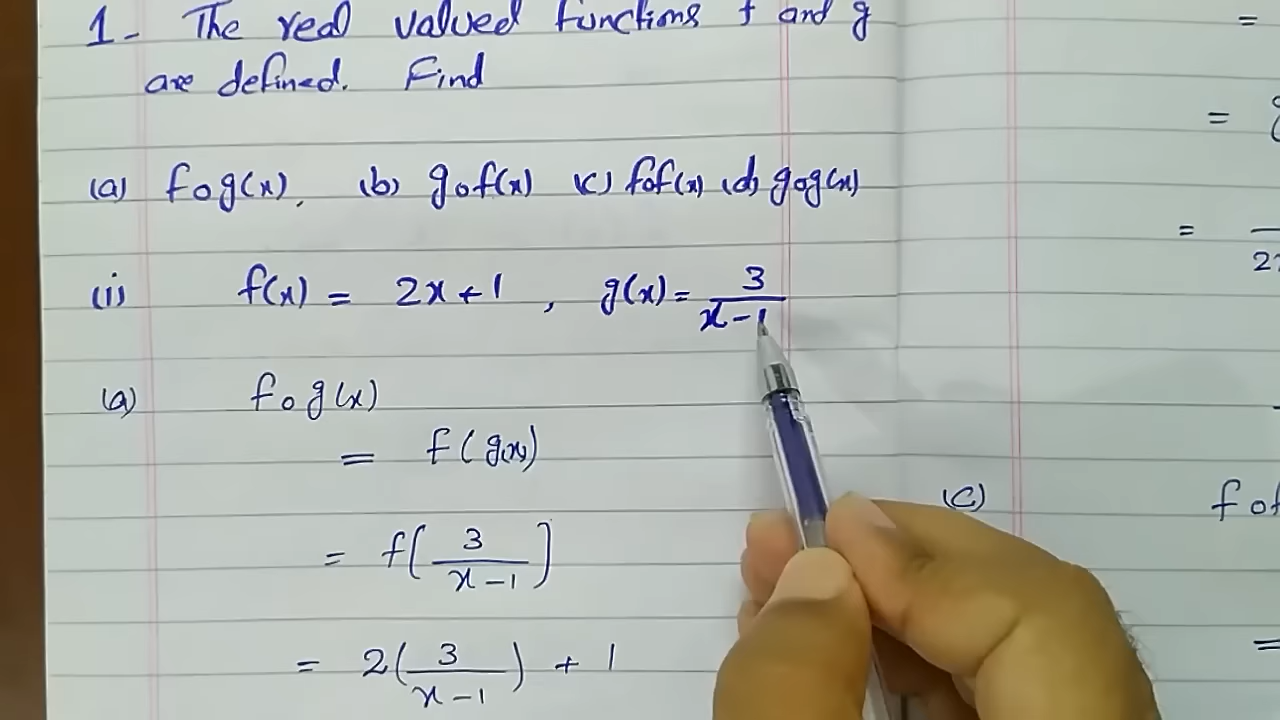 1- The real valued functions f and g
are defined. Find
(a) fog(x), (b) gof(x) (c) fof(x) (d) gog(x)
(i) f(x) = 2x+1 , g(x) = 3/(x-1)
(a) fog(x)
= f(g(x))
= f[3/(x-1)]
= 2(3/(x-1)) + 1
=
=
=
(c) fof
=